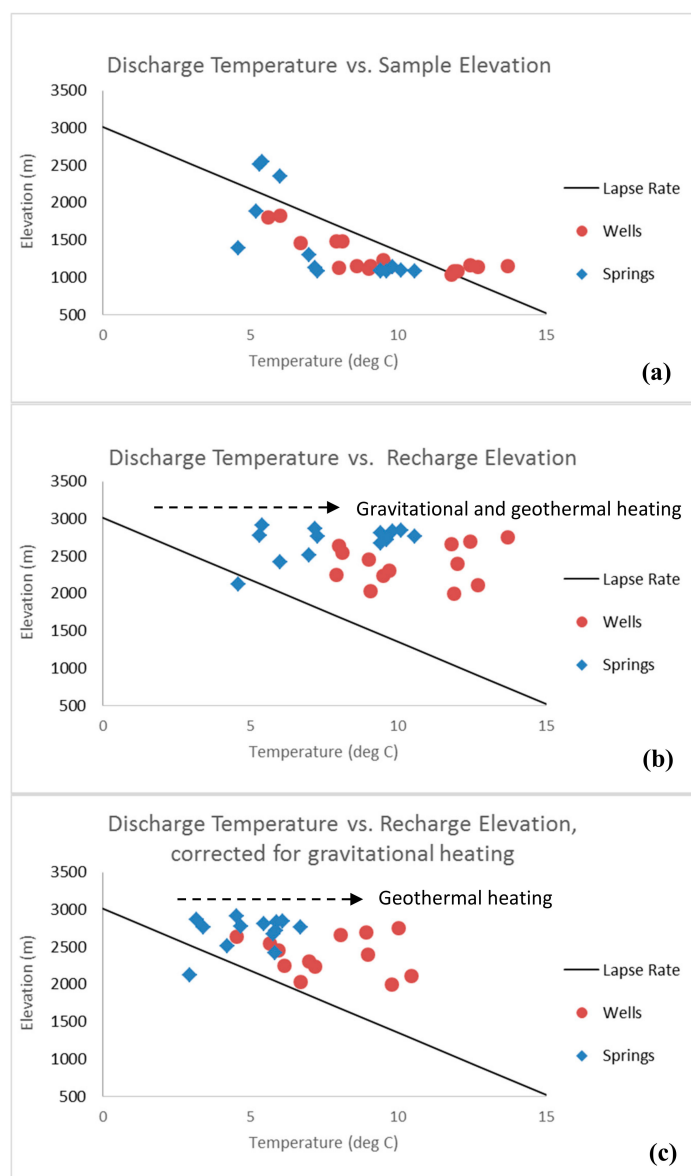 Discharge Temperature vs. Sample Elevation
3500
3000
2500
2000
1500
1000
500
Elevation (m)
0
5
10
15
Temperature (deg C)
Lapse Rate
Wells
Springs
(a)
Discharge Temperature vs. Recharge Elevation
Gravitational and geothermal heating
3500
3000
2500
2000
1500
1000
500
Elevation (m)
0
5
10
15
Temperature (deg C)
Lapse Rate
Wells
Springs
(b)
Discharge Temperature vs. Recharge Elevation,
corrected for gravitational heating
Geothermal heating
3500
3000
2500
2000
1500
1000
500
Elevation (m)
0
5
10
15
Temperature (deg C)
Lapse Rate
Wells
Springs
(c)